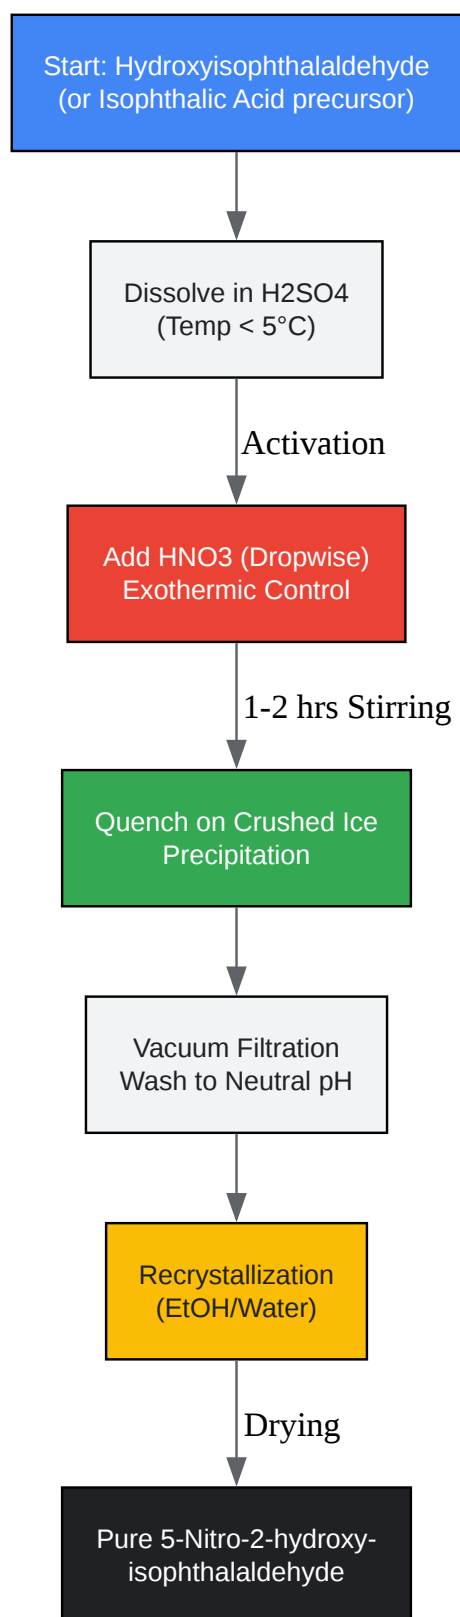 Start: Hydroxyisophthalaldehyde
(or Isophthalic Acid precursor)
Dissolve in H2SO4
(Temp < 5°C)
Activation
Add HNO3 (Dropwise)
Exothermic Control
1-2 hrs Stirring
Quench on Crushed Ice
Precipitation
Vacuum Filtration
Wash to Neutral pH
Recrystallization
(EtOH/Water)
Drying
Pure 5-Nitro-2-hydroxy-
isophthalaldehyde